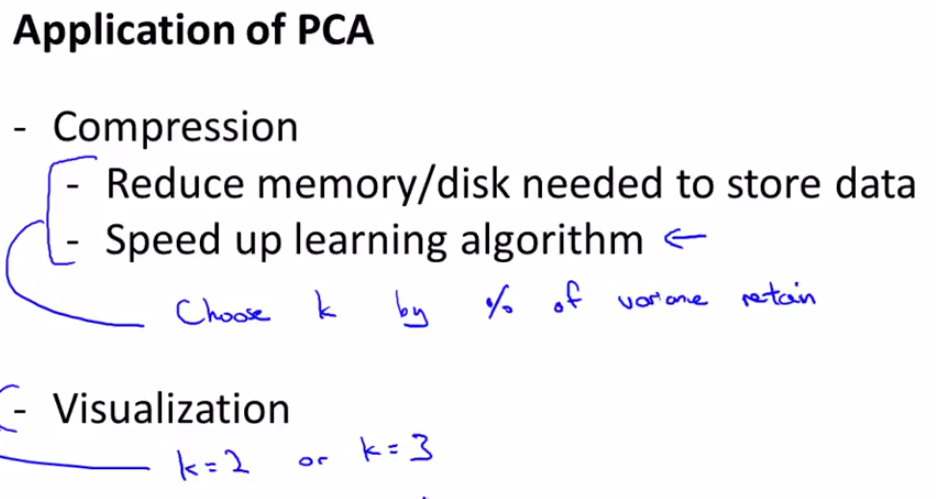 Application of PCA
- Compression
- Reduce memory/disk needed to store data
- Speed up learning algorithm ←
Choose k by % of variance retain
- Visualization
k=2 or k=3